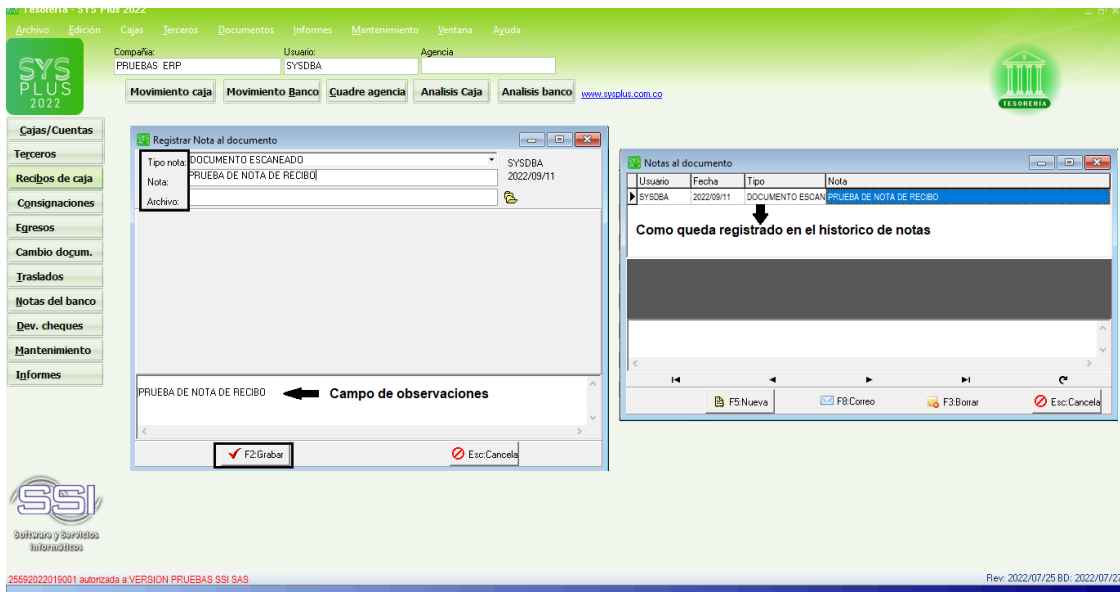 Tesorería - SYS Plus 2022
Archivo Edición Cajas Terceros Documentos Informes Mantenimiento Ventana Ayuda
Compañia: Usuario: Agencia
PRUEBAS ERP SYSDBA
SYS
PLUS
2022
Movimiento caja Movimiento Banco Cuadre agencia Analisis Caja Analisis banco www.sysplus.com.co
TESORERÍA
Cajas/Cuentas
Terceros
Recibos de caja
Consignaciones
Egresos
Cambio docum.
Traslados
Notas del banco
Dev. cheques
Mantenimiento
Informes
Registrar Nota al documento
Tipo nota: DOCUMENTO ESCANEADO SYSDBA
Nota: PRUEBA DE NOTA DE RECIBO 2022/09/11
Archivo:
PRUEBA DE NOTA DE RECIBO Campo de observaciones
F2:Grabar Esc:Cancela
Notas al documento
Usuario Fecha Tipo Nota
SYSDBA 2022/09/11 DOCUMENTO ESCAN PRUEBA DE NOTA DE RECIBO
Como queda registrado en el historico de notas
F5:Nueva F8:Correo F3:Borrar Esc:Cancela
SSI
Software y Servicios
Informáticos
25592022019001 autorizada a:VERSION PRUEBAS SSI SAS
Rev: 2022/07/25 BD: 2022/07/27